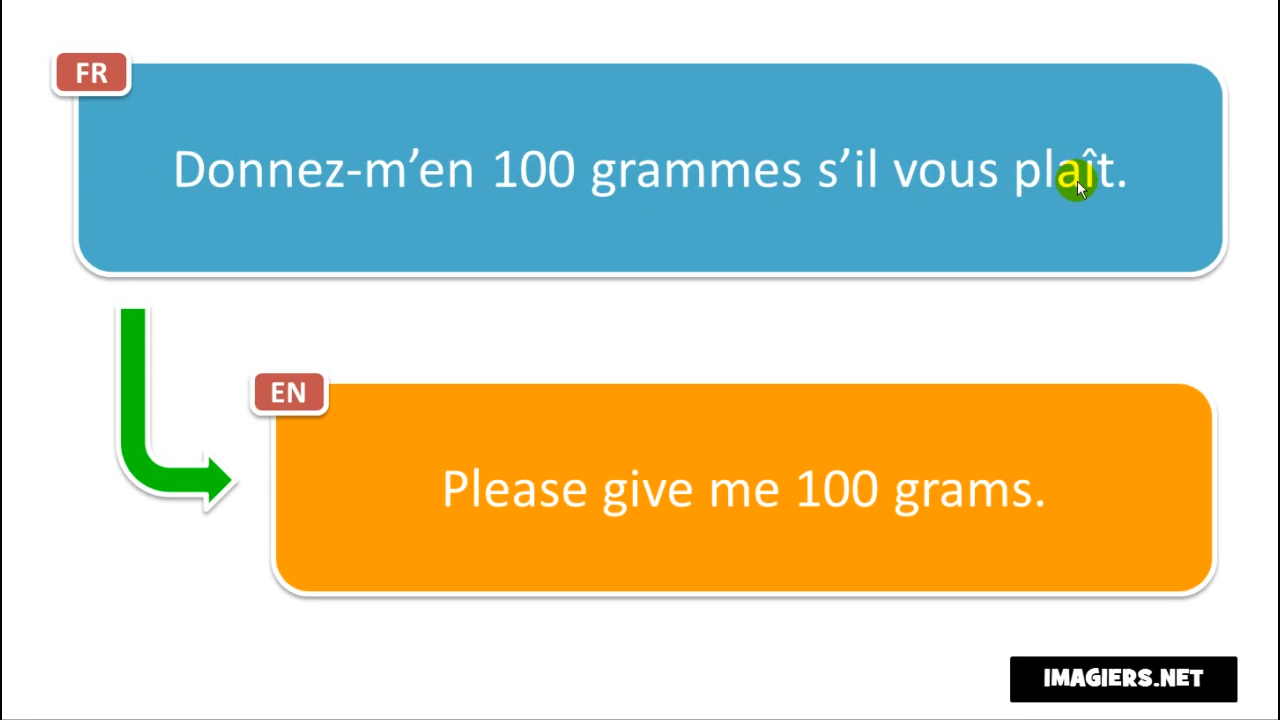 FR
Donnez-m’en 100 grammes s’il vous plaît.
EN
Please give me 100 grams.
IMAGIERS.NET